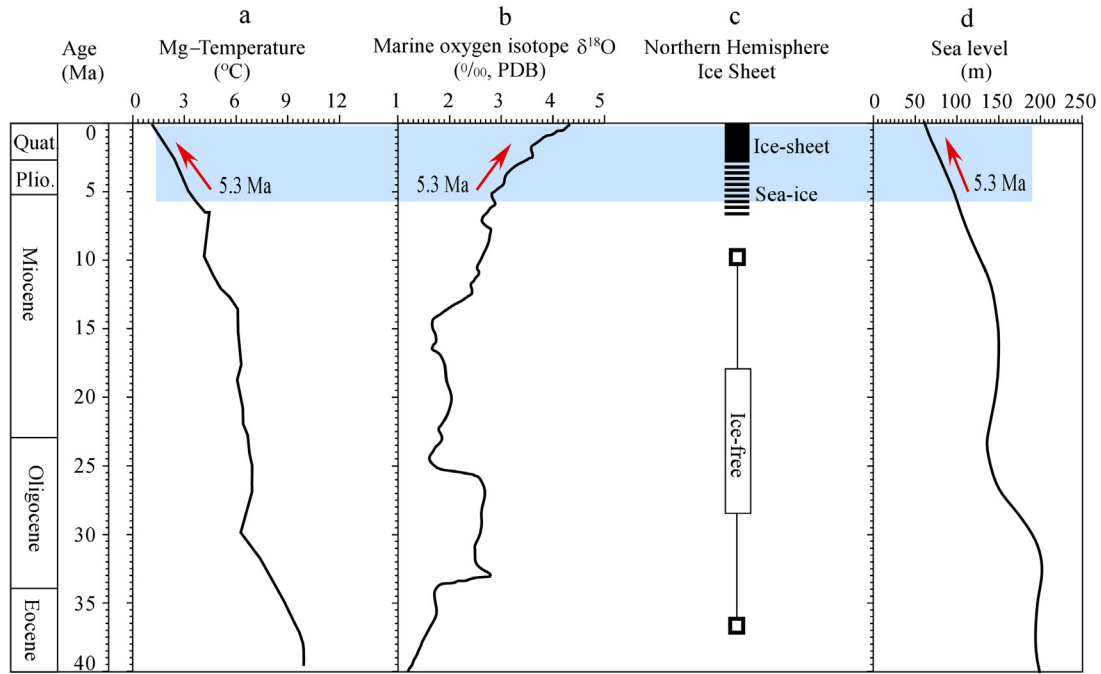 a
b
c
d
Age
(Ma)
Mg–Temperature
(°C)
Marine oxygen isotope δ¹⁸O
(⁰/₀₀, PDB)
Northern Hemisphere
Ice Sheet
Sea level
(m)
0 3 6 9 12
1 2 3 4 5
0 50 100 150 200 250
0
5
10
15
20
25
30
35
40
Quat.
Plio.
Miocene
Oligocene
Eocene
5.3 Ma
5.3 Ma
Ice-sheet
Sea-ice
Ice-free
5.3 Ma